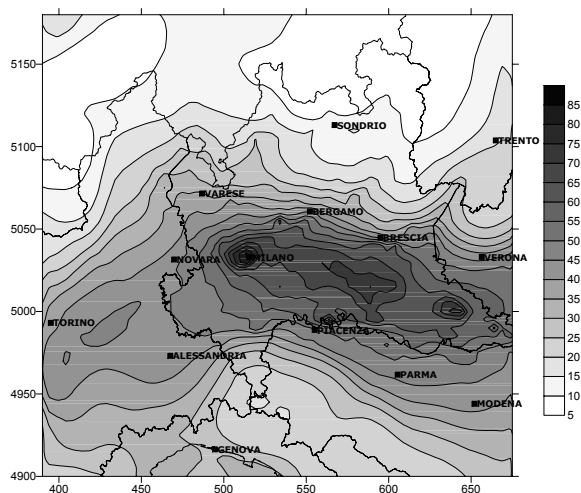 5150
SONDRIO
TRENTO
5100
VARESE
BERGAMO
5050
BRESCIA
NOVARA
MILANO
VERONA
5000
TORINO
PIACENZA
ALESSANDRIA
PARMA
4950
MODENA
GENOVA
4900
400 450 500 550 600 650
85
80
75
70
65
60
55
50
45
40
35
30
25
20
15
10
5